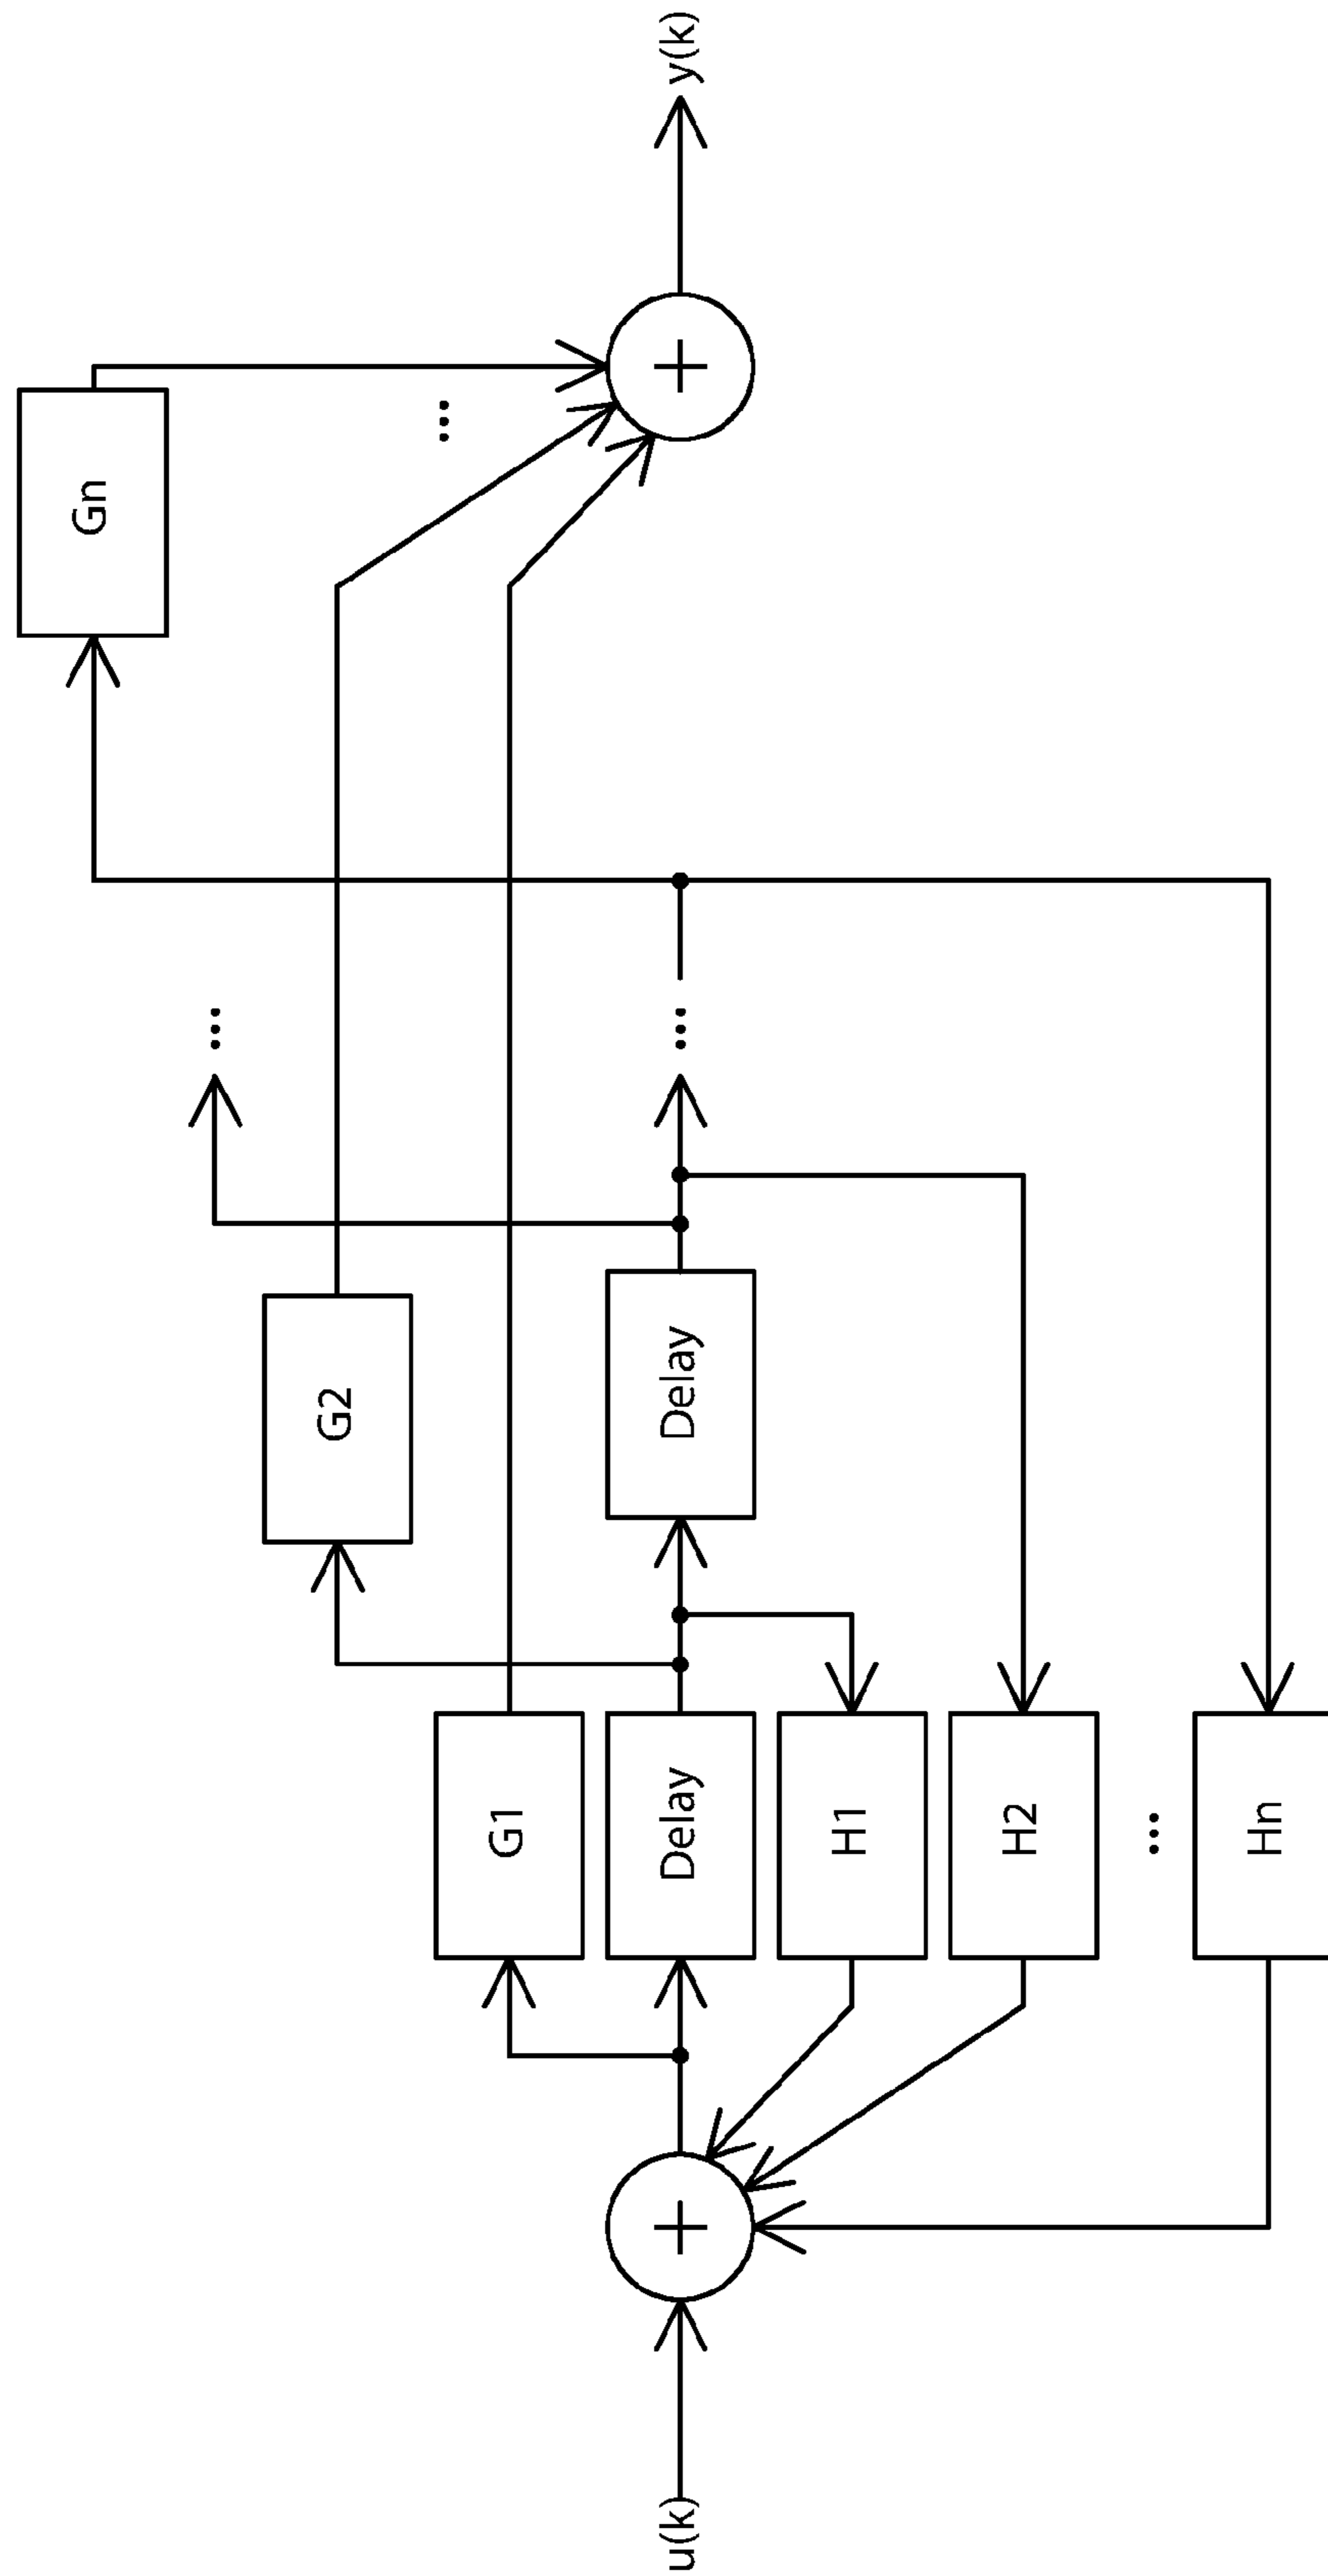 Gn
G2
G1
u(k)
+
Delay
Delay
...
+
y(k)
H1
H2
...
Hn
...
...